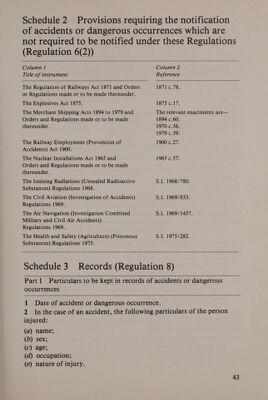 Schedule 2 Provisions requiring the notification
of accidents or dangerous occurrences which are
not required to be notified under these Regulations
(Regulation 6(2))
Column 1 Column 2
Title of instrument Reference
The Regulation of Railways Act 1871 and Orders 1871 c.78.
or Regulations made or to be made thereunder.
The Explosives Act 1875. 1875 c.17.
The Merchant Shipping Acts 1894 to 1979 and The relevant enactments are—
Orders and Regulations made or to be made 1894 c.60.
thereunder. 1970 c.36.
1979 c.39.
The Railway Employment (Prevention of 1900 c.27.
Accidents) Act 1900.
The Nuclear Installations Act 1965 and 1965 c.57.
Orders and Regulations made or to be made
thereunder.
The Ionising Radiations (Unsealed Radioactive S.I. 1968/780.
Substances) Regulations 1968.
The Civil Aviation (Investigation of Accidents) S.I. 1969/833.
Regulations 1969.
The Air Navigation (Investigation Combined S.I. 1969/1437.
Military and Civil Air Accidents)
Regulations 1969.
The Health and Safety (Agriculture) (Poisonous S.I. 1975/282.
Substances) Regulations 1975.
Schedule 3 Records (Regulation 8)
Part I Particulars to be kept in records of accidents or dangerous
occurrences
1 Date of accident or dangerous occurrence.
2 In the case of an accident, the following particulars of the person
injured:
(a) name;
(b) sex;
(c) age;
(d) occupation;
(e) nature of injury.
43